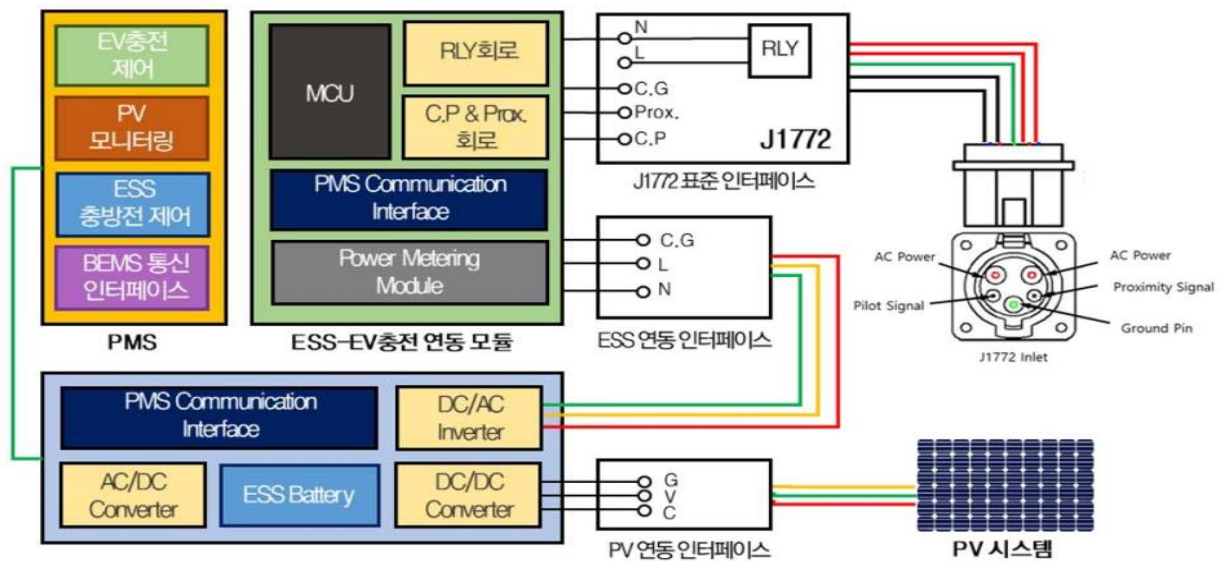 EV충전
제어
PV
모니터링
ESS
충방전 제어
BEMS 통신
인터페이스
PMS
MCU
RLY회로
C.P & Prox.
회로
PMS Communication
Interface
Power Metering
Module
ESS-EV충전 연동 모듈
N
L
C.G
Prox.
C.P
RLY
J1772
J1772 표준 인터페이스
C.G
L
N
ESS 연동 인터페이스
AC Power
AC Power
Pilot Signal
Proximity Signal
Ground Pin
J1772 Inlet
PMS Communication
Interface
DC/AC
Inverter
AC/DC
Converter
ESS Battery
DC/DC
Converter
G
V
C
PV 연동 인터페이스
PV 시스템